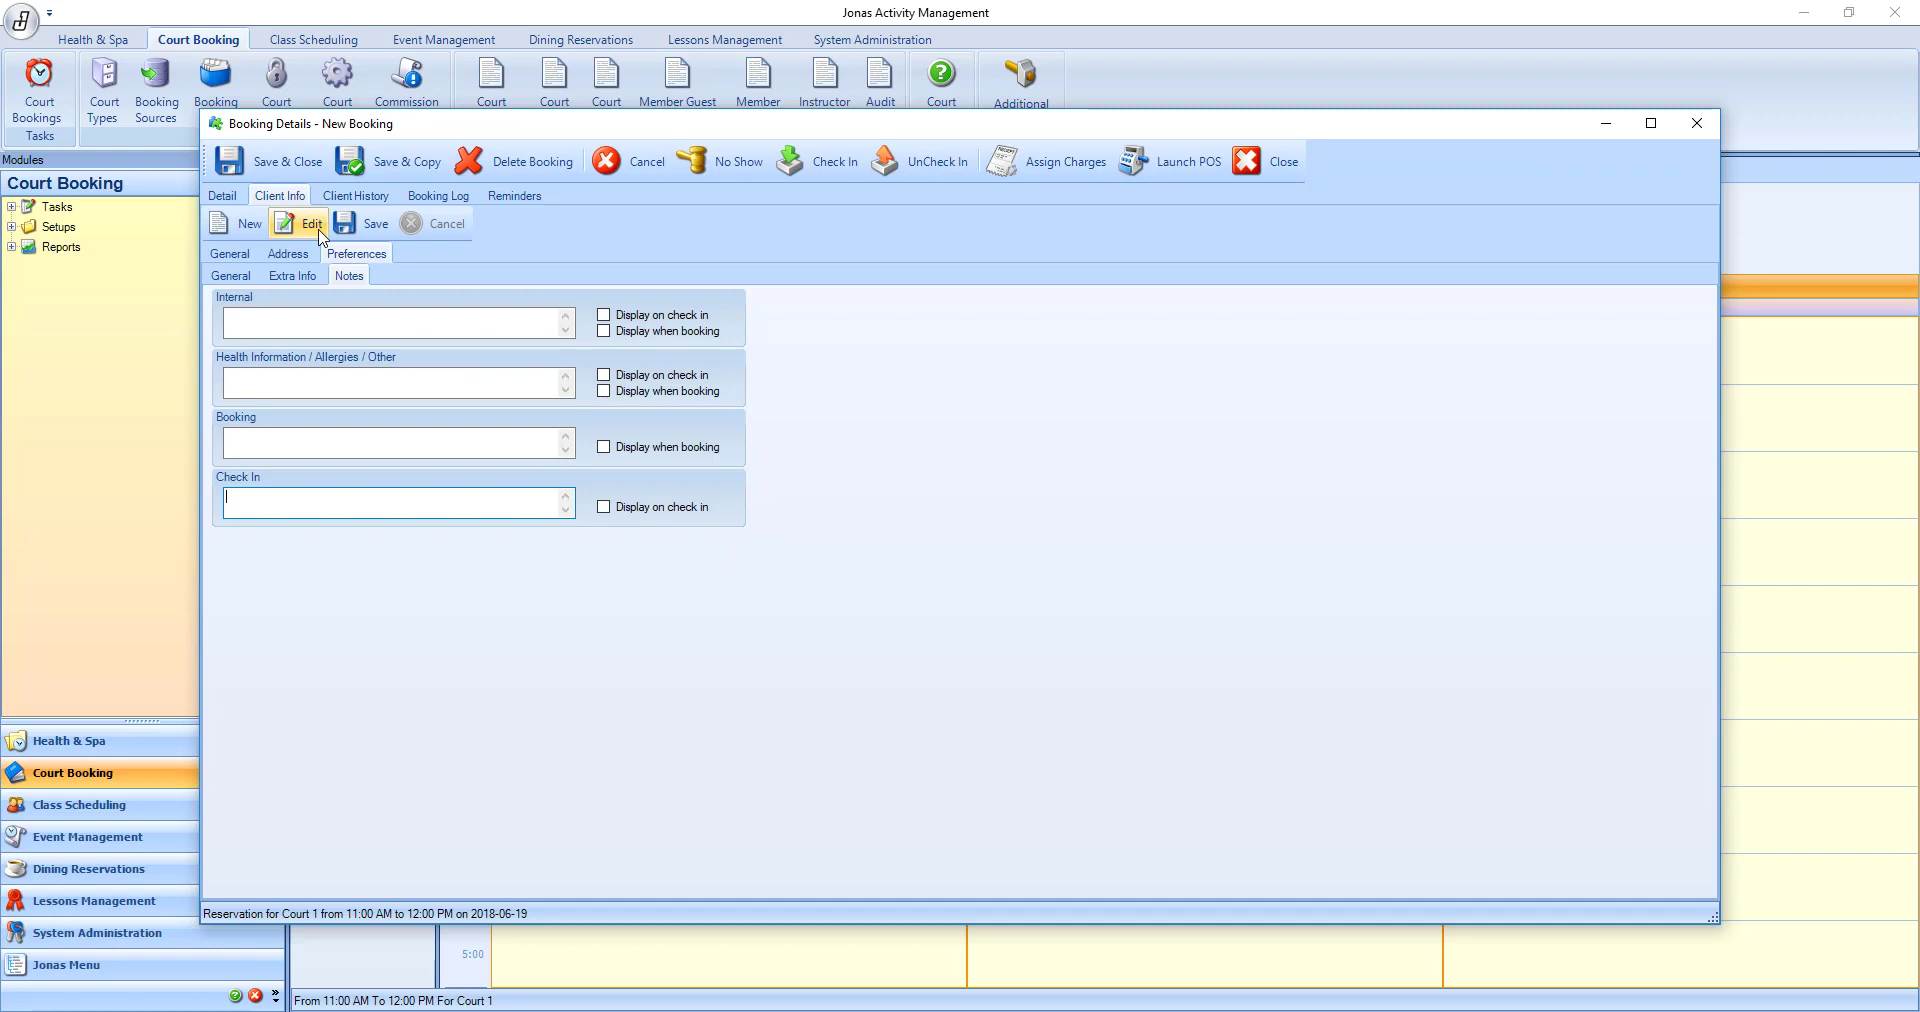 Jonas Activity Management
Health & Spa Court Booking Class Scheduling Event Management Dining Reservations Lessons Management System Administration
Court Bookings
Court Types
Booking Sources
Booking
Court
Court
Commission
Court
Court
Court
Member Guest
Member
Instructor
Audit
Court
Additional
Tasks
Modules
Court Booking
Tasks
Setups
Reports
Booking Details - New Booking
Save & Close Save & Copy Delete Booking Cancel No Show Check In UnCheck In Assign Charges Launch POS Close
Detail Client Info Client History Booking Log Reminders
New Edit Save Cancel
General Address Preferences
General Extra Info Notes
Internal
Display on check in
Display when booking
Health Information / Allergies / Other
Display on check in
Display when booking
Booking
Display when booking
Check In
Display on check in
Reservation for Court 1 from 11:00 AM to 12:00 PM on 2018-06-19
Health & Spa
Court Booking
Class Scheduling
Event Management
Dining Reservations
Lessons Management
System Administration
Jonas Menu
5:00
From 11:00 AM To 12:00 PM For Court 1